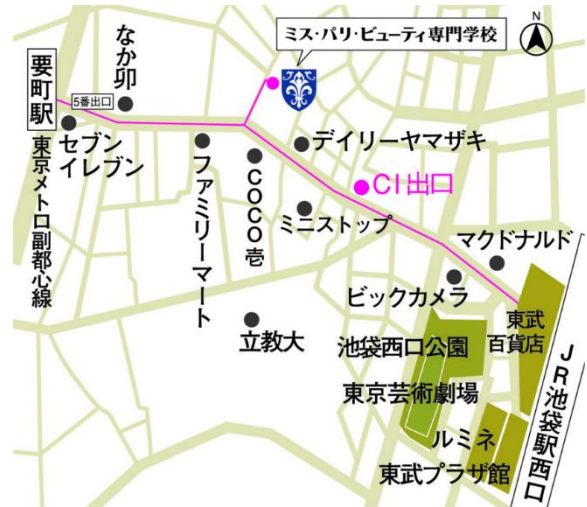 ミス・パリ・ビューティ専門学校
N
なか卯
要町駅
5番出口
東京メトロ副都心線
セブン
イレブン
デイリーヤマザキ
ファミリーマート
COCO壱
CI出口
ミニストップ
マクドナルド
ビックカメラ
立教大
池袋西口公園
東武
百貨店
東京芸術劇場
ルミネ
東武プラザ館
JR池袋駅西口